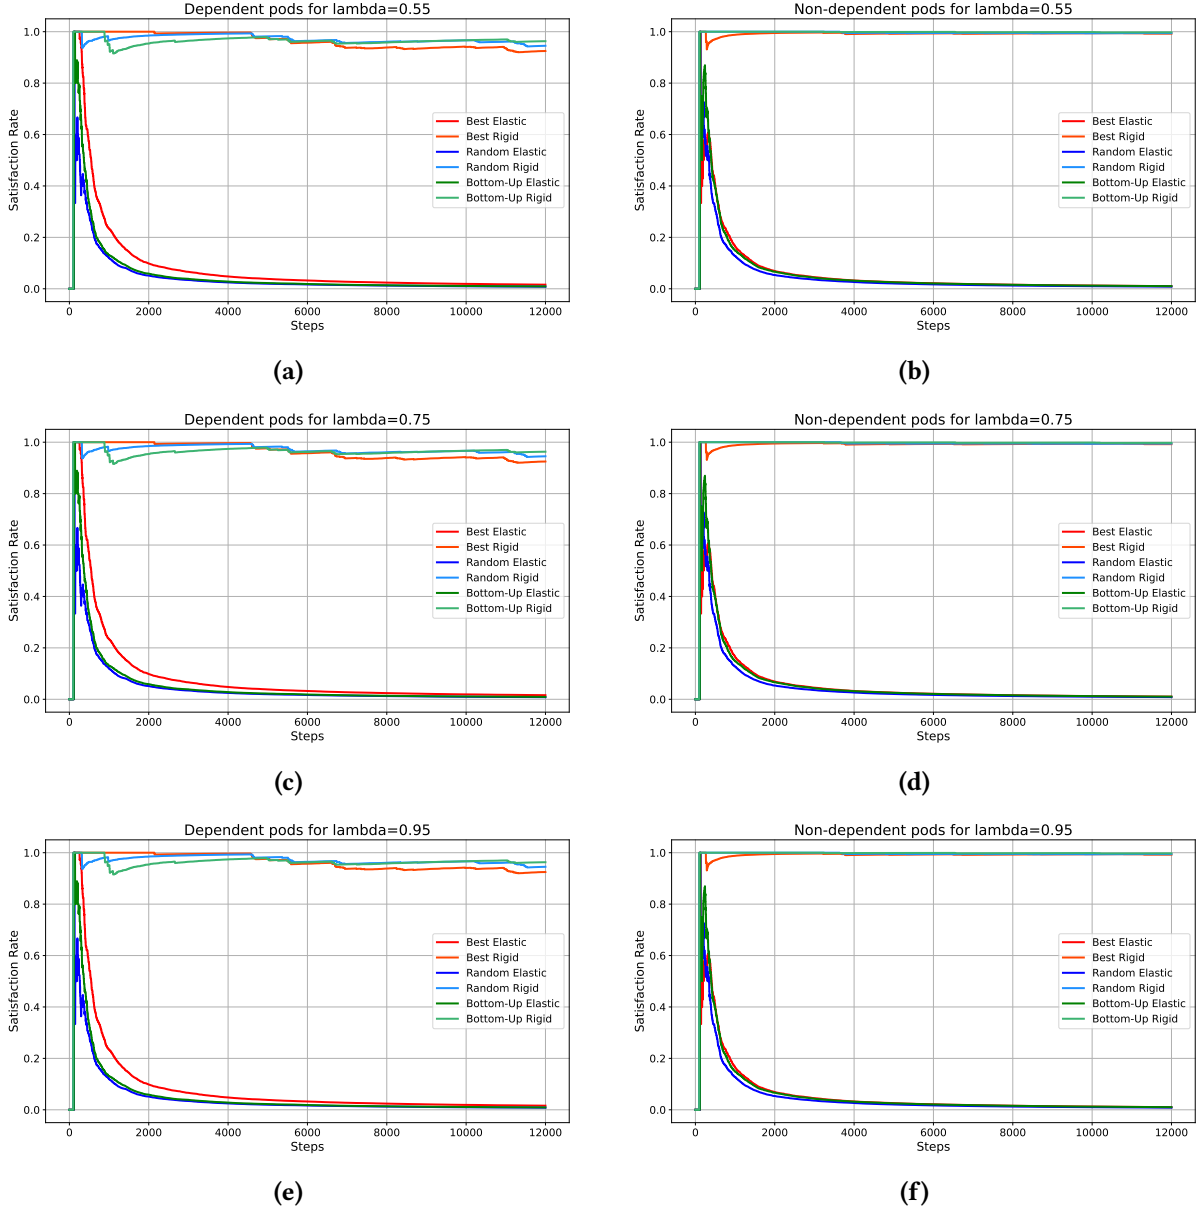 Dependent pods for lambda=0.55
1.0
0.8
0.6
0.4
0.2
0.0
Satisfaction Rate
Best Elastic
Best Rigid
Random Elastic
Random Rigid
Bottom-Up Elastic
Bottom-Up Rigid
0 2000 4000 6000 8000 10000 12000
Steps
(a)
Non-dependent pods for lambda=0.55
1.0
0.8
0.6
0.4
0.2
0.0
Satisfaction Rate
Best Elastic
Best Rigid
Random Elastic
Random Rigid
Bottom-Up Elastic
Bottom-Up Rigid
0 2000 4000 6000 8000 10000 12000
Steps
(b)
Dependent pods for lambda=0.75
1.0
0.8
0.6
0.4
0.2
0.0
Satisfaction Rate
Best Elastic
Best Rigid
Random Elastic
Random Rigid
Bottom-Up Elastic
Bottom-Up Rigid
0 2000 4000 6000 8000 10000 12000
Steps
(c)
Non-dependent pods for lambda=0.75
1.0
0.8
0.6
0.4
0.2
0.0
Satisfaction Rate
Best Elastic
Best Rigid
Random Elastic
Random Rigid
Bottom-Up Elastic
Bottom-Up Rigid
0 2000 4000 6000 8000 10000 12000
Steps
(d)
Dependent pods for lambda=0.95
1.0
0.8
0.6
0.4
0.2
0.0
Satisfaction Rate
Best Elastic
Best Rigid
Random Elastic
Random Rigid
Bottom-Up Elastic
Bottom-Up Rigid
0 2000 4000 6000 8000 10000 12000
Steps
(e)
Non-dependent pods for lambda=0.95
1.0
0.8
0.6
0.4
0.2
0.0
Satisfaction Rate
Best Elastic
Best Rigid
Random Elastic
Random Rigid
Bottom-Up Elastic
Bottom-Up Rigid
0 2000 4000 6000 8000 10000 12000
Steps
(f)